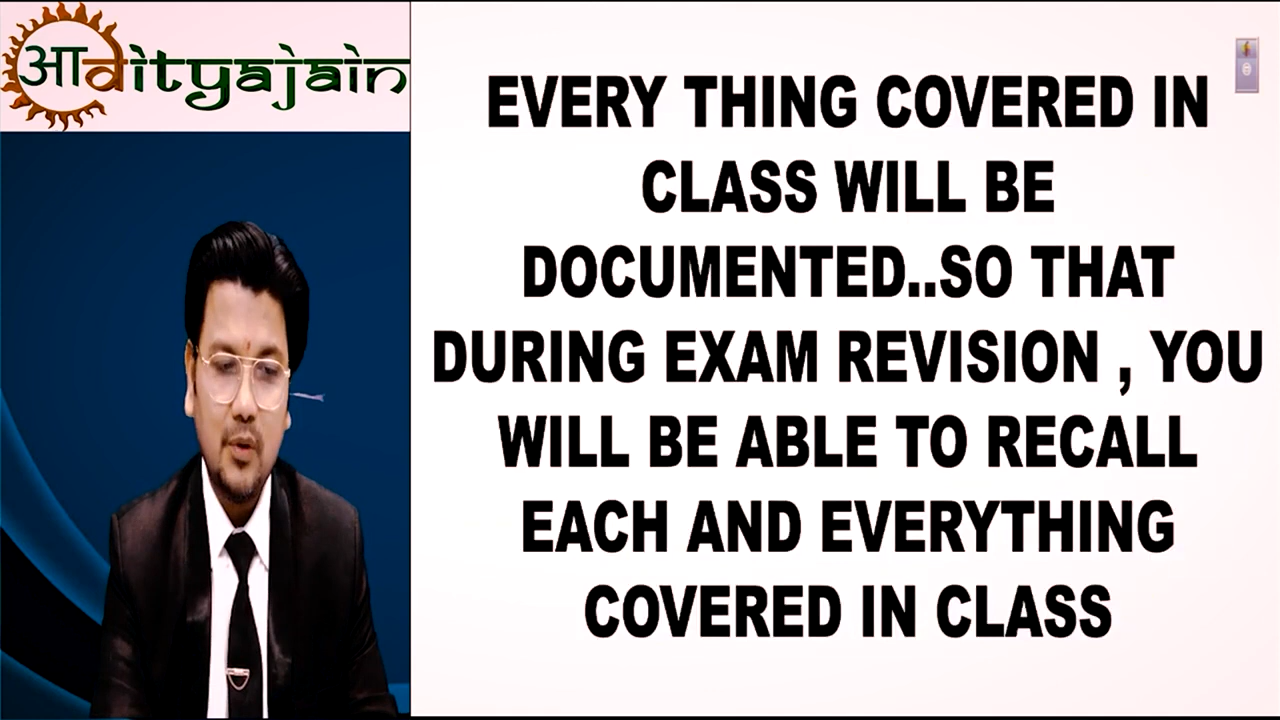 आdityajain
EVERY THING COVERED IN
CLASS WILL BE
DOCUMENTED..SO THAT
DURING EXAM REVISION , YOU
WILL BE ABLE TO RECALL
EACH AND EVERYTHING
COVERED IN CLASS